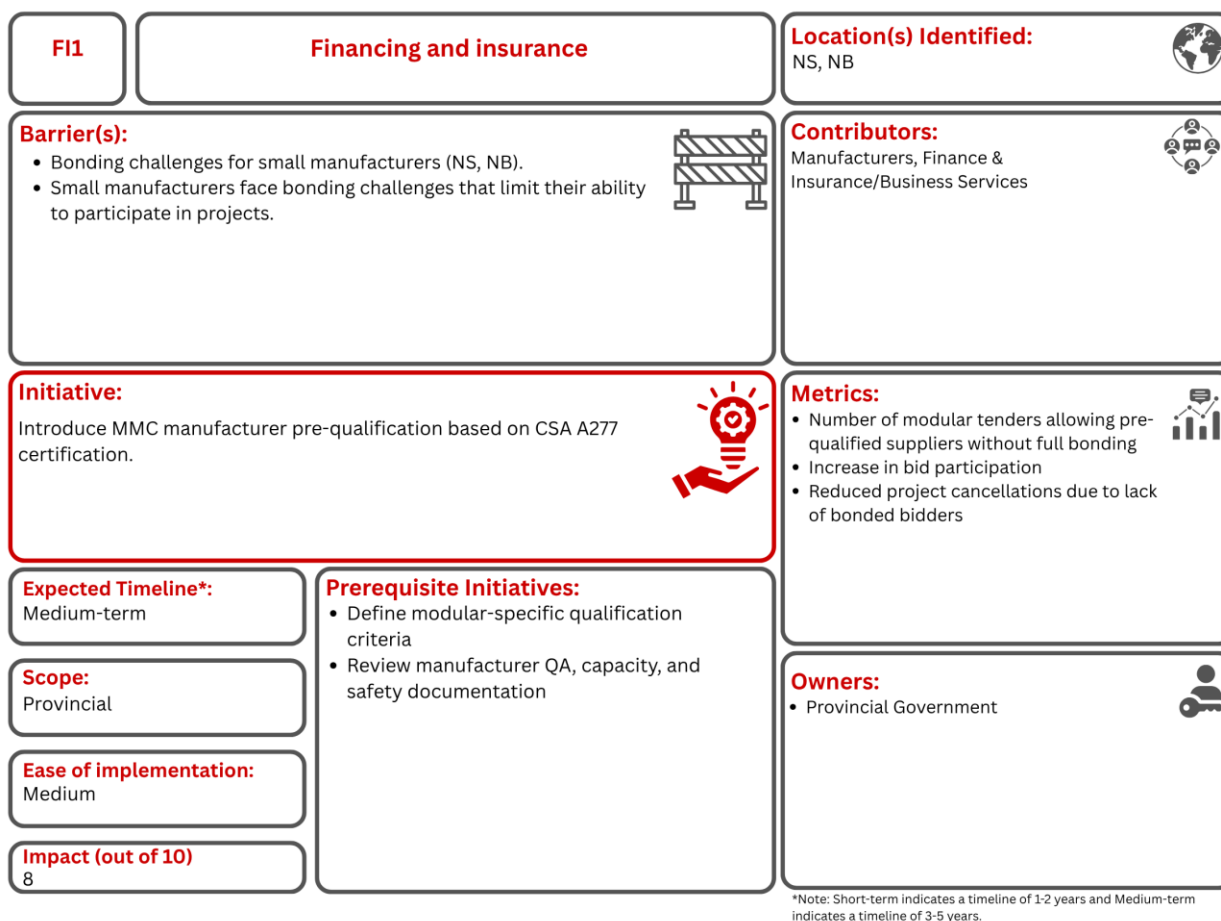 FI1
Financing and insurance
Location(s) Identified:
NS, NB
Barrier(s):
• Bonding challenges for small manufacturers (NS, NB).
• Small manufacturers face bonding challenges that limit their ability
to participate in projects.
Contributors:
Manufacturers, Finance &
Insurance/Business Services
Initiative:
Introduce MMC manufacturer pre-qualification based on CSA A277
certification.
Metrics:
• Number of modular tenders allowing pre-
qualified suppliers without full bonding
• Increase in bid participation
• Reduced project cancellations due to lack
of bonded bidders
Expected Timeline*:
Medium-term
Scope:
Provincial
Ease of implementation:
Medium
Impact (out of 10)
8
Prerequisite Initiatives:
• Define modular-specific qualification
criteria
• Review manufacturer QA, capacity, and
safety documentation
Owners:
• Provincial Government
*Note: Short-term indicates a timeline of 1-2 years and Medium-term
indicates a timeline of 3-5 years.